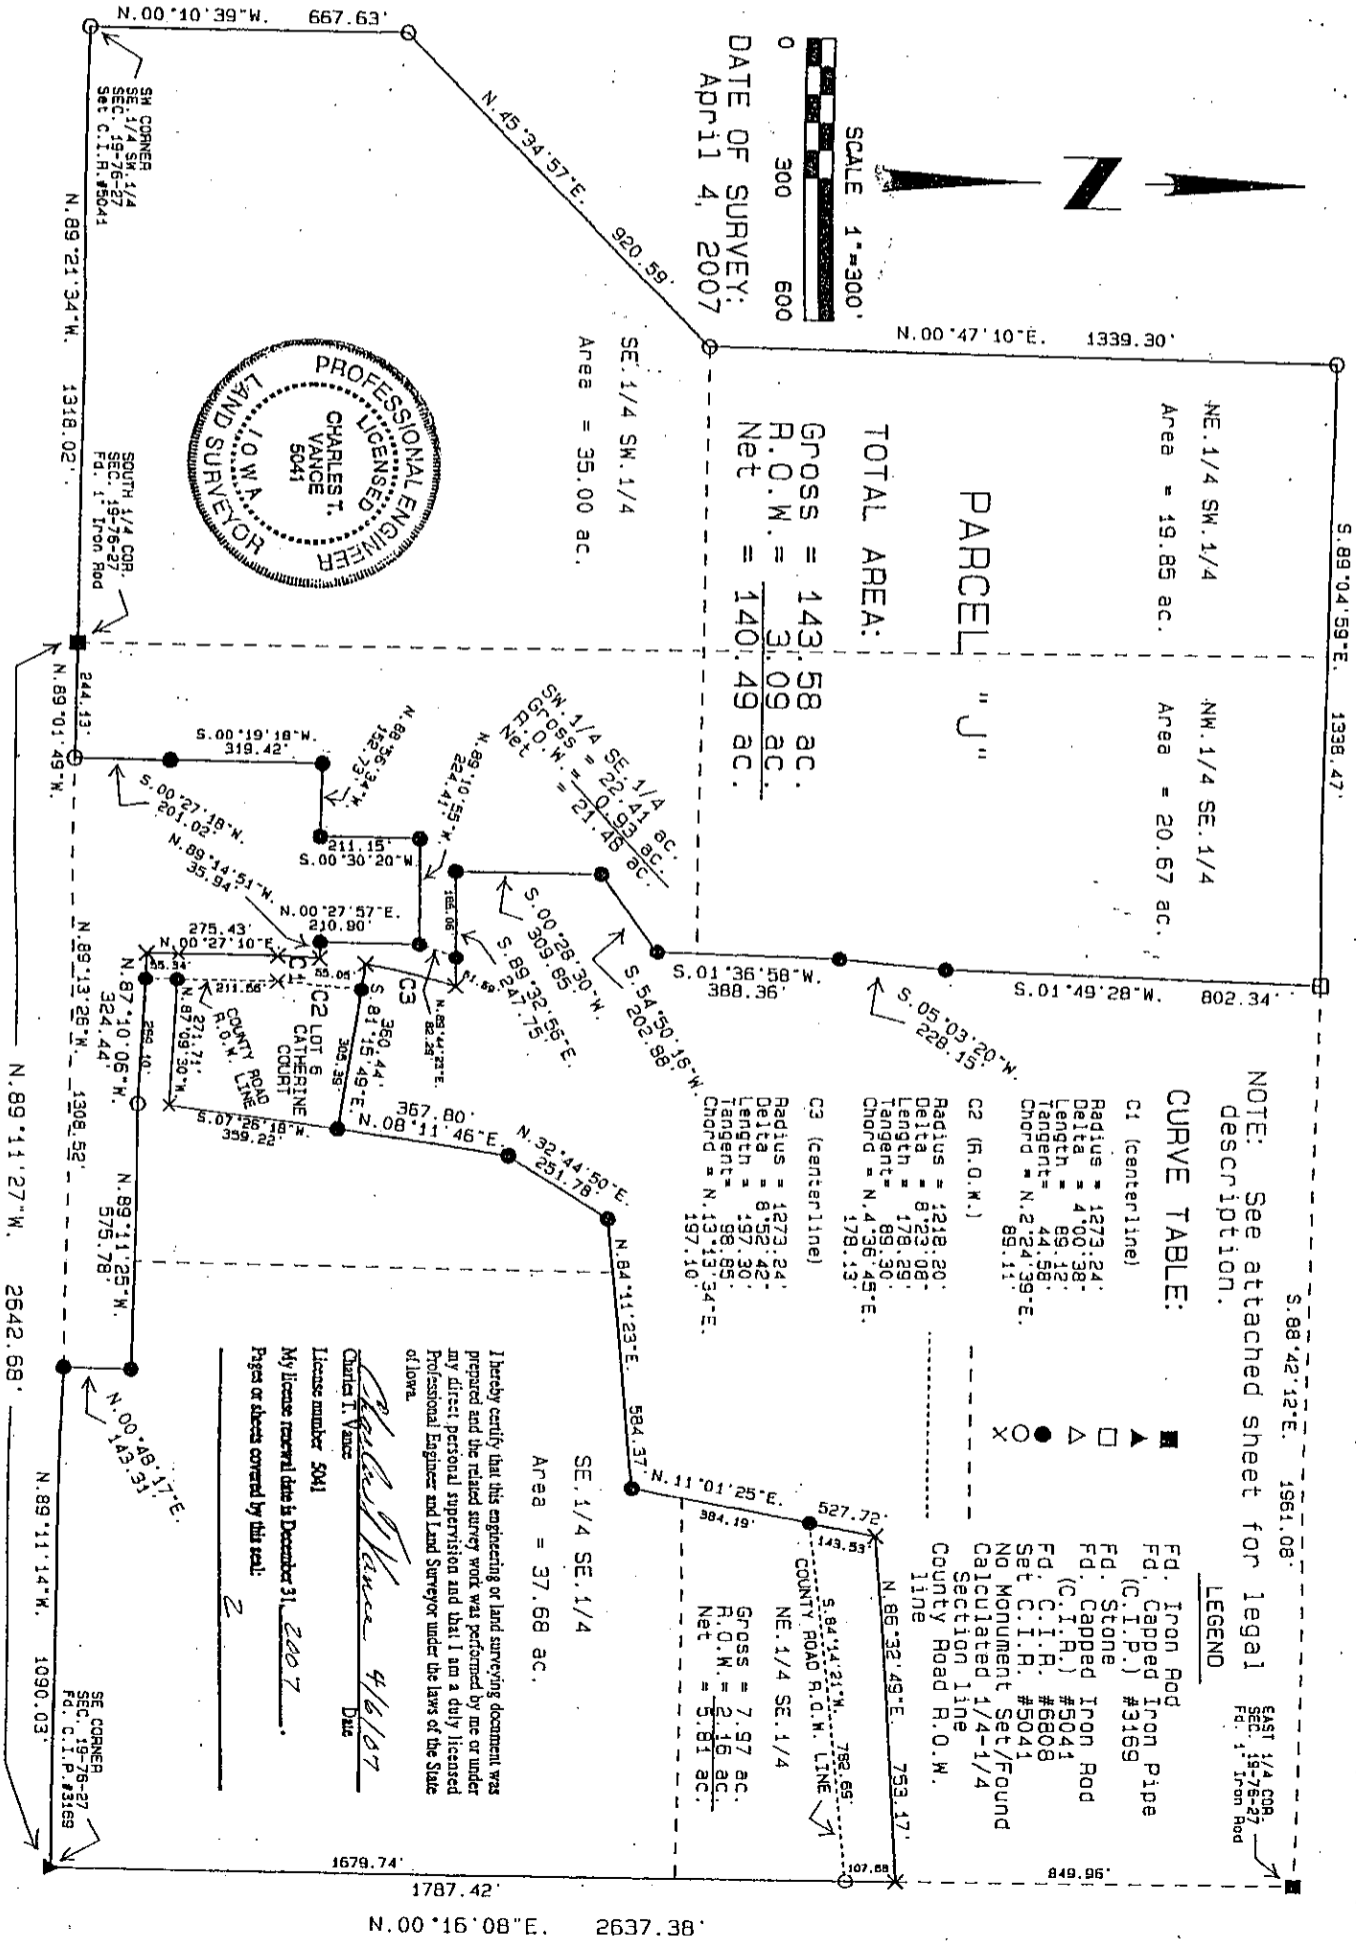 N.00°10'39"W. 667.63'
SW CORNER
SE.1/4 SW.1/4
SEC. 19-76-27
Set C.I.R.#5041
N.45°34'57"E. 920.59'
SCALE 1"=300'
0 300 600
DATE OF SURVEY:
April 4, 2007
N
N.00°47'10"E. 1339.30'
S.89°04'59"E. 1338.47'
NE.1/4 SW.1/4
Area = 19.85 ac.
NW.1/4 SE.1/4
Area = 20.67 ac.
PARCEL "J"
TOTAL AREA:
Gross = 143.58 ac.
R.O.W. = 3.09 ac.
Net = 140.49 ac.
SE.1/4 SW.1/4
Area = 35.00 ac.
PROFESSIONAL ENGINEER
LICENSED
CHARLES T.
VANCE
5041
IOWA
LAND SURVEYOR
N.89°21'34"W. 1318.02'
SOUTH 1/4 COR.
SEC. 19-76-27
Fd. 1" Iron Rod
244.13'
N.89°01'49"W.
S.00°27'18"W.
201.02'
S.00°19'18"W.
319.42'
N.88°56'34"W.
152.73'
211.15'
S.00°30'20"W.
N.89°10'55"W.
224.41'
SW.1/4 SE.1/4
Gross = 22.41 ac.
R.O.W. = 0.93 ac.
Net = 21.48 ac.
N.89°14'51"W.
35.94'
N.00°27'57"E.
210.90'
275.43'
N.00°27'10"E.
55.34'
211.66'
C1
C2
C3
55.05'
185.06'
61.69'
N.89°44'23"E.
82.29'
S.89°32'56"E.
247.75'
S.00°28'30"W.
309.85'
S.54°50'16"W.
202.98'
S.01°36'58"W.
388.36'
S.05°03'20"W.
228.15'
S.01°49'28"W. 802.34'
360.44'
S.81°15'49"E.
305.39'
LOT 6
CATHERINE
COURT
COUNTY ROAD
R.O.W. LINE
271.71'
N.87°09'30"W.
N.87°10'06"W.
324.44'
269.10'
N.89°13'26"W. 1308.52'
S.07°26'18"W.
359.22'
367.80'
N.08°11'46"E.
N.32°44'50"E.
251.78'
N.84°11'23"E. 584.37'
N.11°01'25"E. 527.72'
384.19'
143.53'
N.89°11'25"W.
575.78'
N.00°48'17"E.
143.31'
N.89°11'27"W. 2642.68'
N.89°11'14"W. 1090.03'
SE CORNER
SEC. 19-76-27
Fd. C.I.P.#3169
NOTE: See attached sheet for legal
description.
CURVE TABLE:
C1 (centerline)
Radius = 1273.24'
Delta = 4°00'38"
Length = 89.12'
Tangent= 44.58'
Chord = N.2°24'39"E.
89.11'
C2 (R.O.W.)
Radius = 1218.20'
Delta = 8°23'08"
Length = 178.29'
Tangent= 89.30'
Chord = N.4°36'45"E.
178.13'
C3 (centerline)
Radius = 1273.24'
Delta = 8°52'42"
Length = 197.30'
Tangent= 98.85'
Chord = N.13°13'34"E.
197.10'
S.88°42'12"E. 1961.08'
EAST 1/4 COR.
SEC. 19-76-27
Fd. 1" Iron Rod
LEGEND
Fd. Iron Rod
Fd. Capped Iron Pipe
(C.I.P.) #3169
Fd. Stone
Fd. Capped Iron Rod
(C.I.R.) #5041
Fd. C.I.R. #6808
Set C.I.R. #5041
No Monument Set/Found
Calculated 1/4-1/4
Section line
County Road R.O.W.
line
N.86°32'49"E. 753.17'
S.84°14'21"W. 782.69'
COUNTY ROAD R.O.W. LINE
NE.1/4 SE.1/4
Gross = 7.97 ac.
R.O.W. = 2.16 ac.
Net = 5.81 ac.
SE.1/4 SE.1/4
Area = 37.68 ac.
I hereby certify that this engineering or land surveying document was
prepared and the related survey work was performed by me or under
my direct personal supervision and that I am a duly licensed
Professional Engineer and Land Surveyor under the laws of the State
of Iowa.
Charles T. Vance 4/6/07
Charles T. Vance Date
License number 5041
My license renewal date is December 31, 2007.
Pages or sheets covered by this seal:
2
849.96'
107.68
1679.74'
1787.42'
N.00°16'08"E. 2637.38'